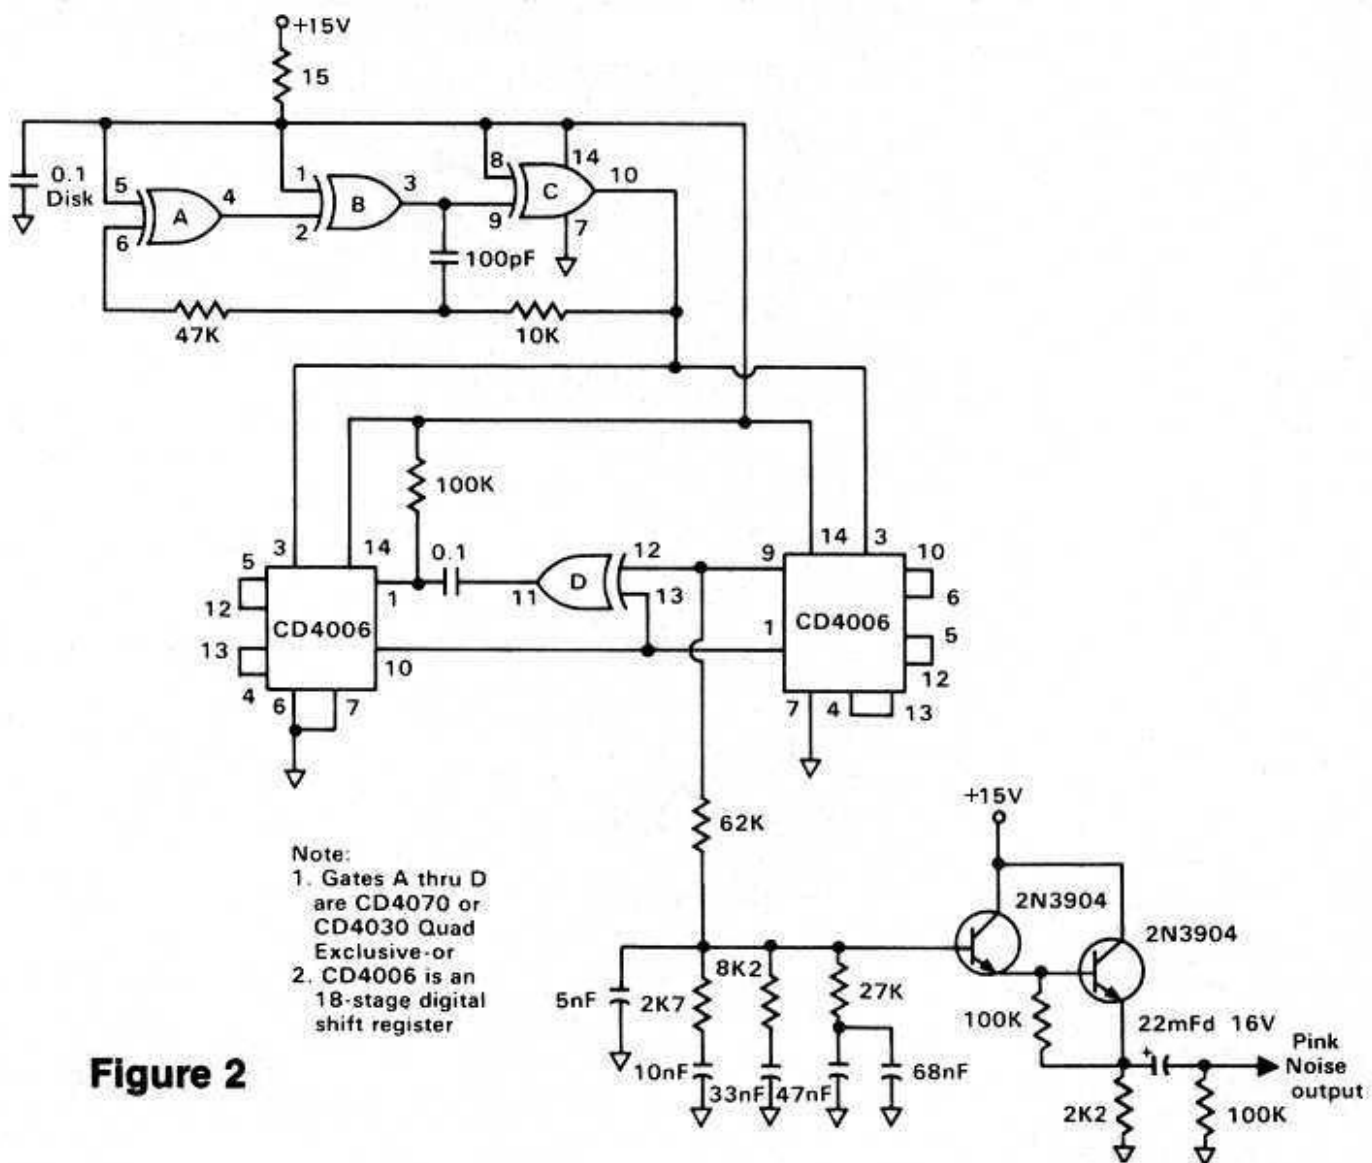 +15V
15
0.1
Disk
5
6
A
4
1
2
B
3
8
9
C
14
10
7
100pF
47K
10K
100K
5
12
13
4
3
14
CD4006
1
10
6
7
0.1
11
D
12
13
9
1
14
3
CD4006
10
6
5
12
7
4
13
62K
Note:
1. Gates A thru D
are CD4070 or
CD4030 Quad
Exclusive-or
2. CD4006 is an
18-stage digital
shift register
Figure 2
5nF
2K7
10nF
8K2
33nF
27K
47nF
68nF
+15V
2N3904
2N3904
100K
22mFd 16V
+
2K2
100K
Pink
Noise
output